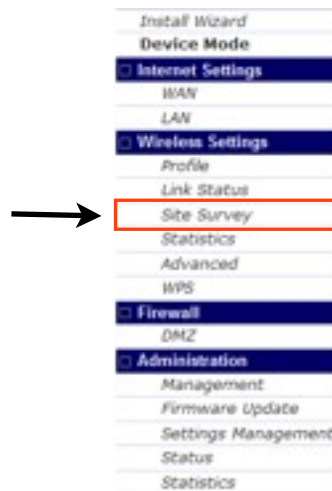 Install Wizard
Device Mode
Internet Settings
WAN
LAN
Wireless Settings
Profile
Link Status
Site Survey
Statistics
Advanced
WPS
Firewall
DMZ
Administration
Management
Firmware Update
Settings Management
Status
Statistics